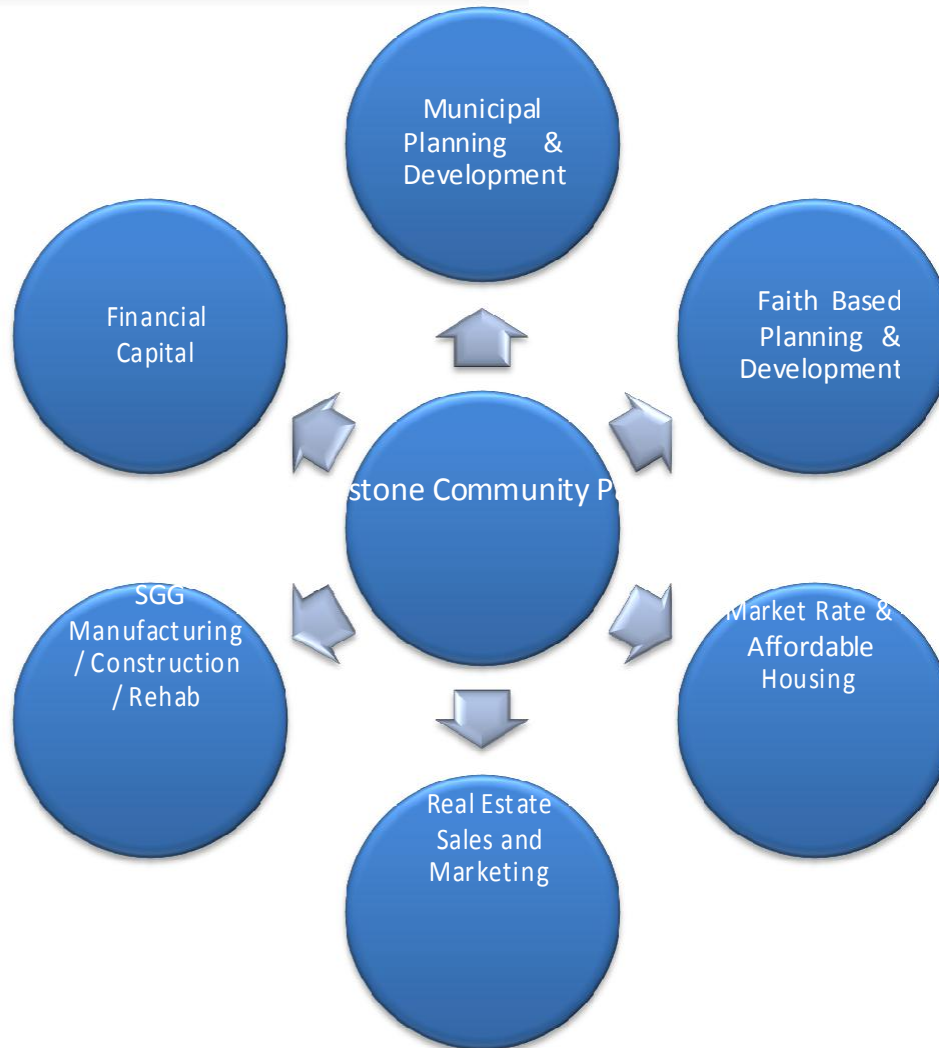 Municipal
Planning &
Development
Faith Based
Planning &
Development
Market Rate &
Affordable
Housing
Real Estate
Sales and
Marketing
SGG
Manufacturing
/ Construction
/ Rehab
Financial
Capital
stone Community P